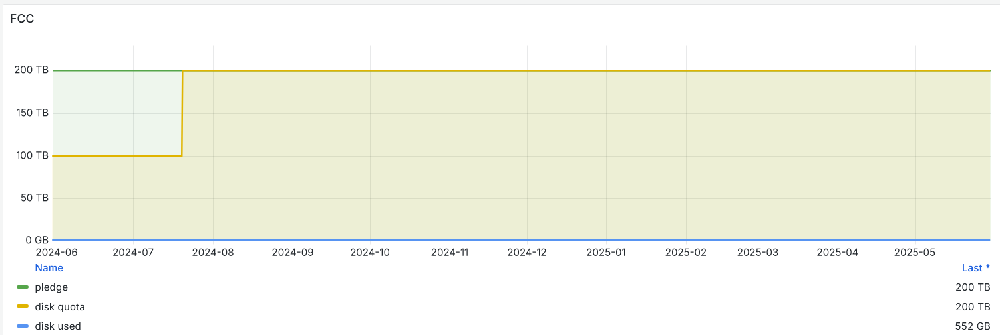 FCC
200 TB
150 TB
100 TB
50 TB
0 GB
2024-06 2024-07 2024-08 2024-09 2024-10 2024-11 2024-12 2025-01 2025-02 2025-03 2025-04 2025-05
Name Last *
pledge 200 TB
disk quota 200 TB
disk used 552 GB